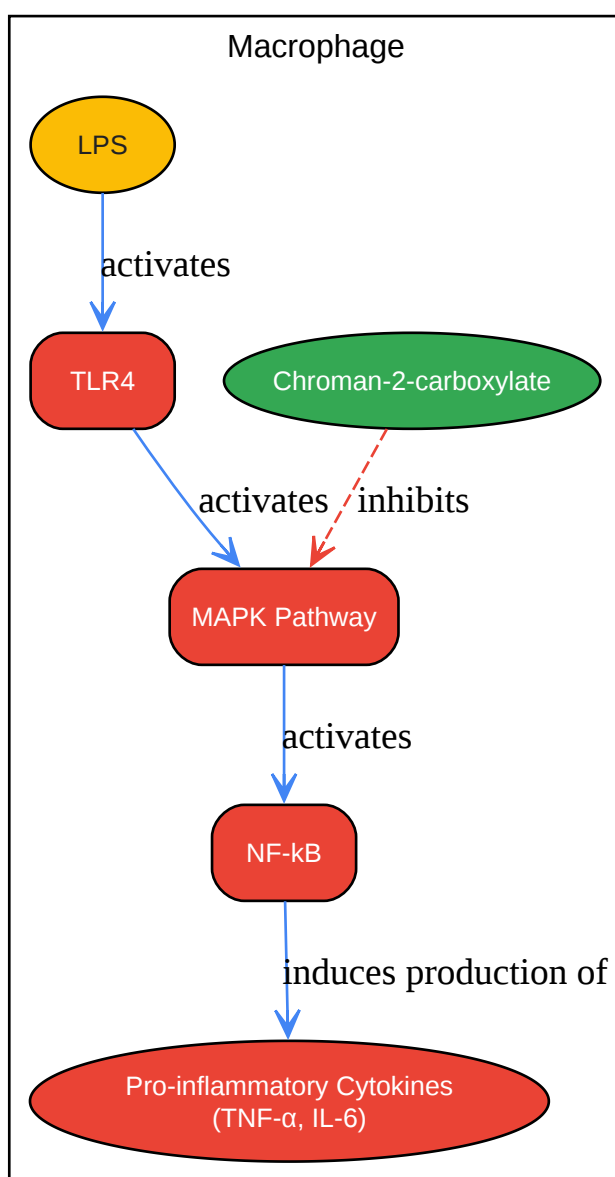 Macrophage
LPS
activates
TLR4
Chroman-2-carboxylate
activates
inhibits
MAPK Pathway
activates
NF-kB
induces production of
Pro-inflammatory Cytokines
(TNF-α, IL-6)